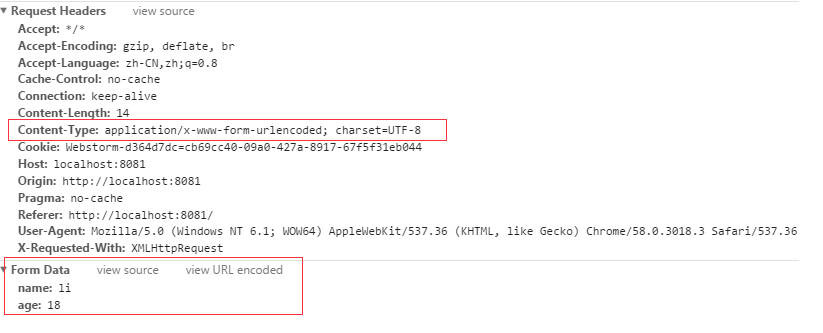 Request Headers view source
Accept: */*
Accept-Encoding: gzip, deflate, br
Accept-Language: zh-CN,zh;q=0.8
Cache-Control: no-cache
Connection: keep-alive
Content-Length: 14
Content-Type: application/x-www-form-urlencoded; charset=UTF-8
Cookie: Webstorm-d364d7dc=cb69cc40-09a0-427a-8917-67f5f31eb044
Host: localhost:8081
Origin: http://localhost:8081
Pragma: no-cache
Referer: http://localhost:8081/
User-Agent: Mozilla/5.0 (Windows NT 6.1; WOW64) AppleWebKit/537.36 (KHTML, like Gecko) Chrome/58.0.3018.3 Safari/537.36
X-Requested-With: XMLHttpRequest
Form Data view source view URL encoded
name: li
age: 18